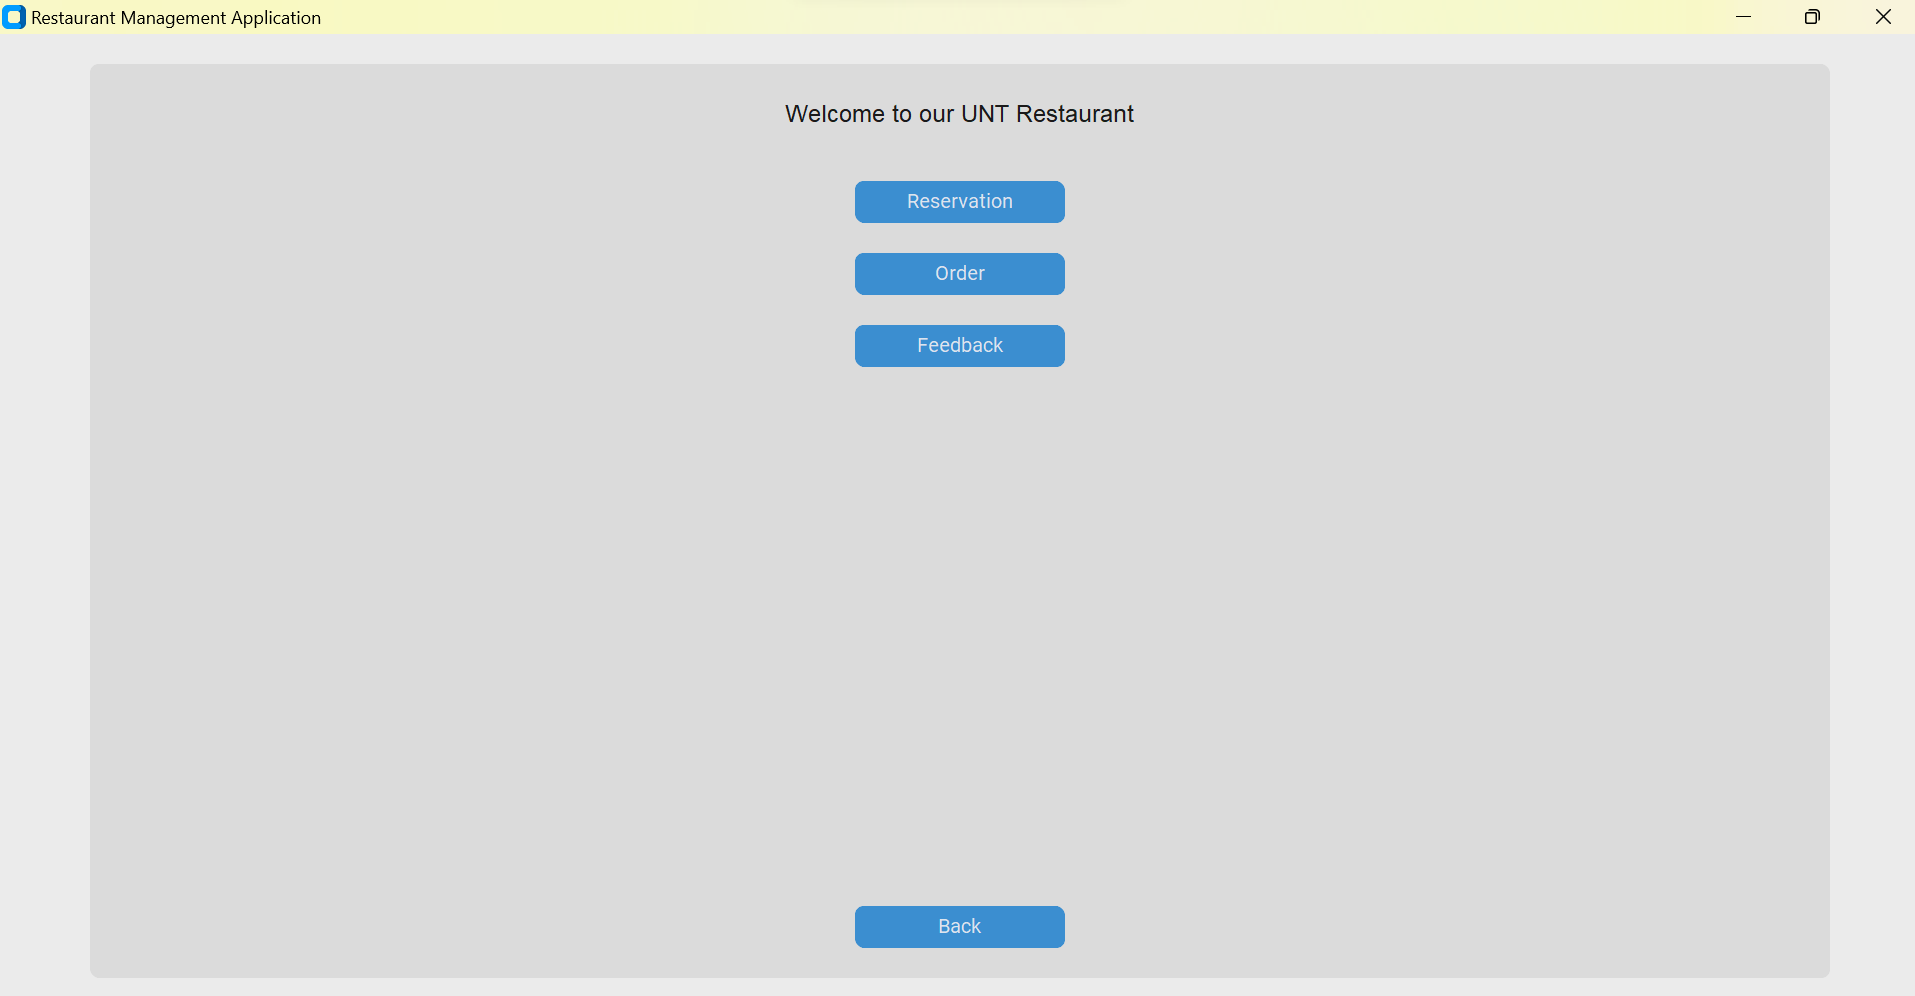 Restaurant Management Application
Welcome to our UNT Restaurant
Reservation
Order
Feedback
Back